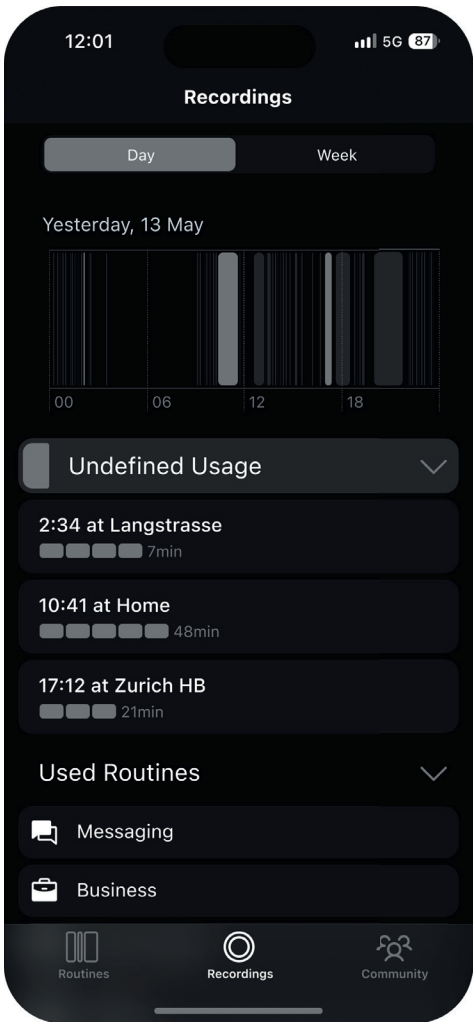 12:01
5G 87
Recordings
Day Week
Yesterday, 13 May
00 06 12 18
Undefined Usage
2:34 at Langstrasse
7min
10:41 at Home
48min
17:12 at Zurich HB
21min
Used Routines
Messaging
Business
Routines Recordings Community